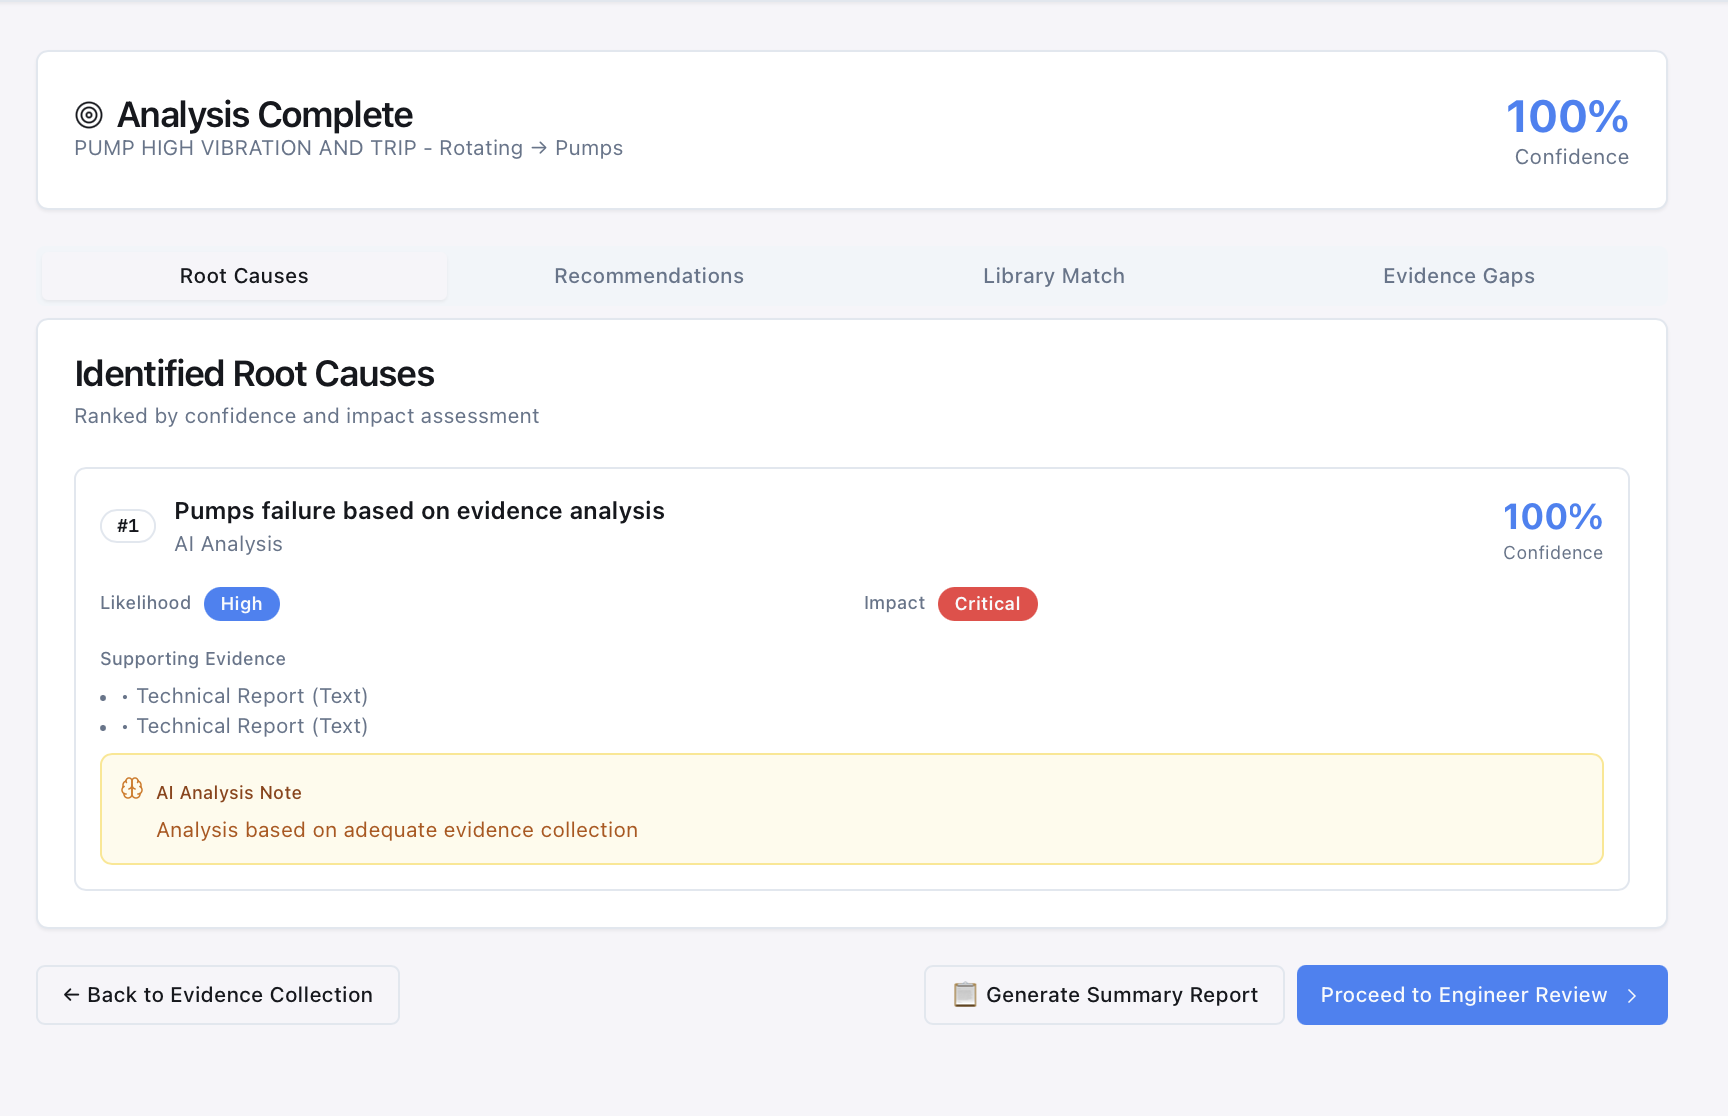 Analysis Complete
100%
PUMP HIGH VIBRATION AND TRIP - Rotating → Pumps
Confidence
Root Causes
Recommendations
Library Match
Evidence Gaps
Identified Root Causes
Ranked by confidence and impact assessment
#1
Pumps failure based on evidence analysis
AI Analysis
100%
Confidence
Likelihood
High
Impact
Critical
Supporting Evidence
• • Technical Report (Text)
• • Technical Report (Text)
AI Analysis Note
Analysis based on adequate evidence collection
← Back to Evidence Collection
📋 Generate Summary Report
Proceed to Engineer Review >